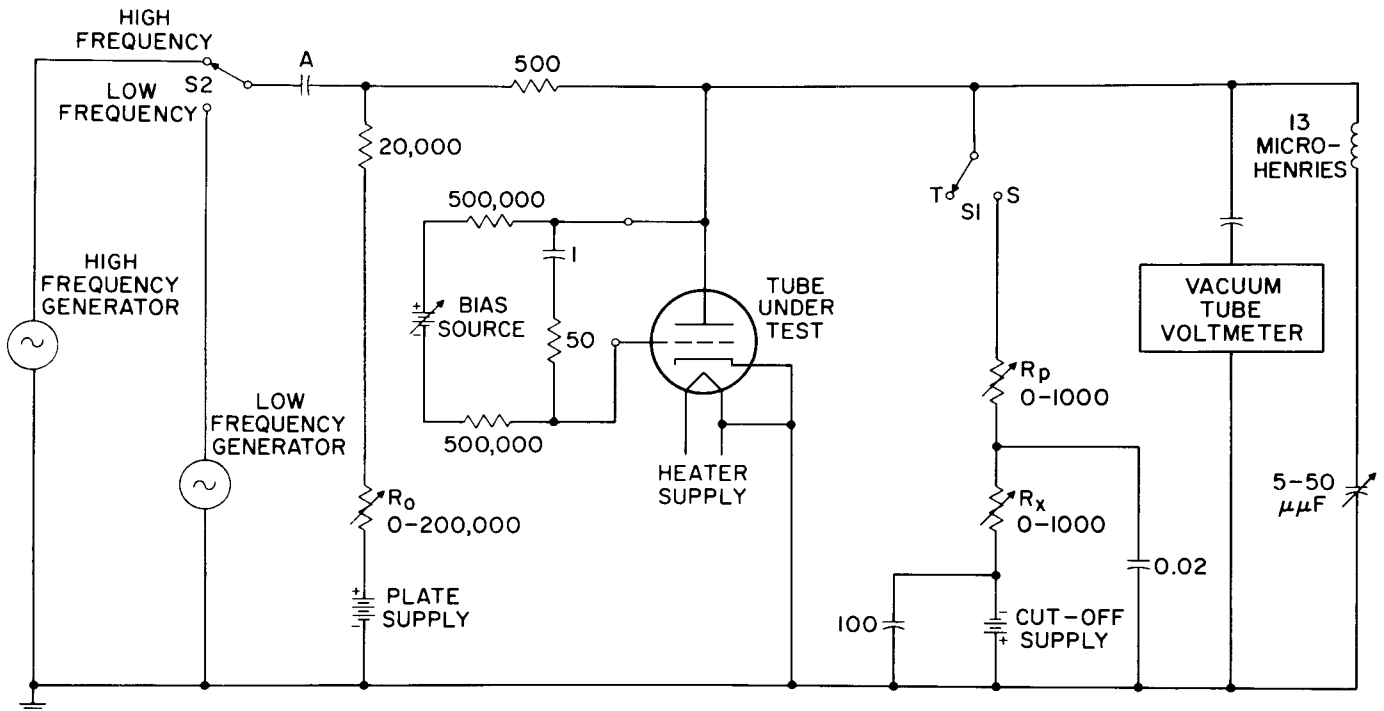 HIGH
FREQUENCY
A
S2
LOW
FREQUENCY
500
20,000
500,000
1
HIGH
FREQUENCY
GENERATOR
BIAS
SOURCE
+
-
50
TUBE
UNDER
TEST
T
S1
S
13
MICRO-
HENRIES
VACUUM
TUBE
VOLTMETER
Rp
0-1000
LOW
FREQUENCY
GENERATOR
500,000
HEATER
SUPPLY
Ro
0-200,000
Rx
0-1000
5-50
μμF
0.02
+
-
PLATE
SUPPLY
100
-
+
CUT-OFF
SUPPLY